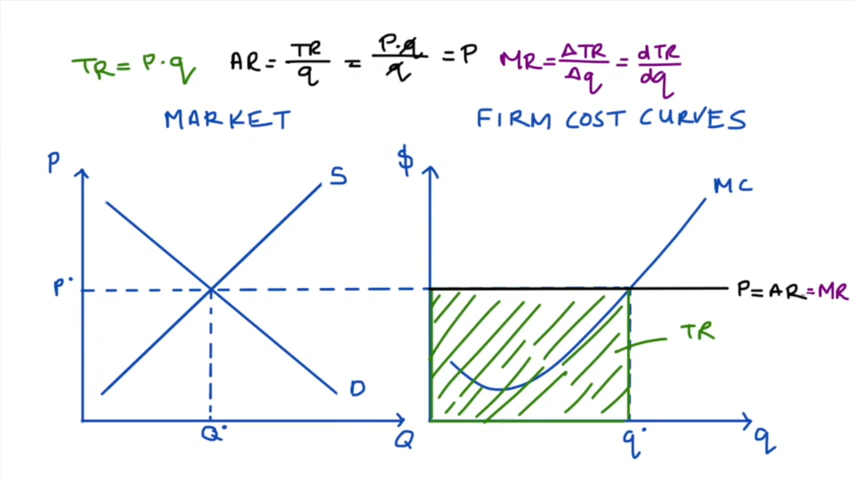 TR = P·q AR = TR/q = P·q/q = P MR = ΔTR/Δq = dTR/dq
MARKET FIRM COST CURVES
P $
S MC
P* P=AR=MR
TR
D
Q* Q q* q